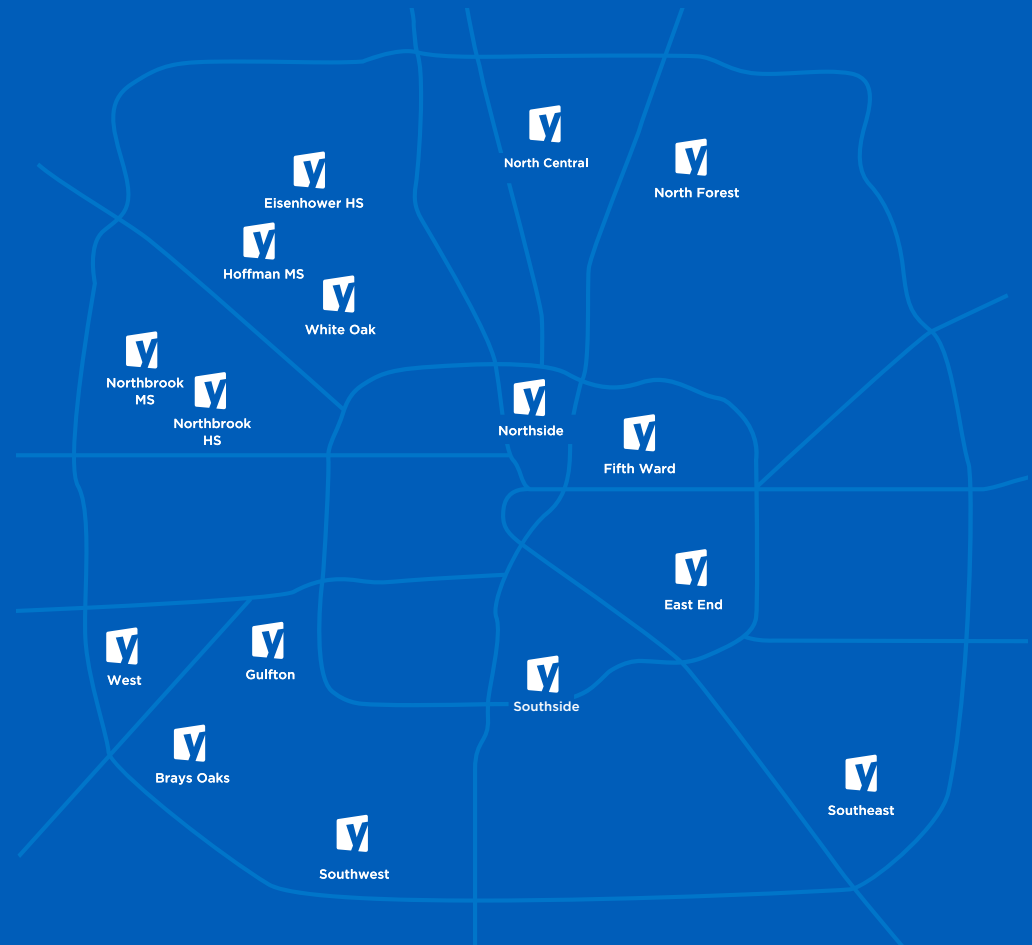 North Central
North Forest
Eisenhower HS
Hoffman MS
White Oak
Northbrook
MS
Northbrook
HS
Northside
Fifth Ward
East End
West
Gulfton
Southside
Brays Oaks
Southeast
Southwest